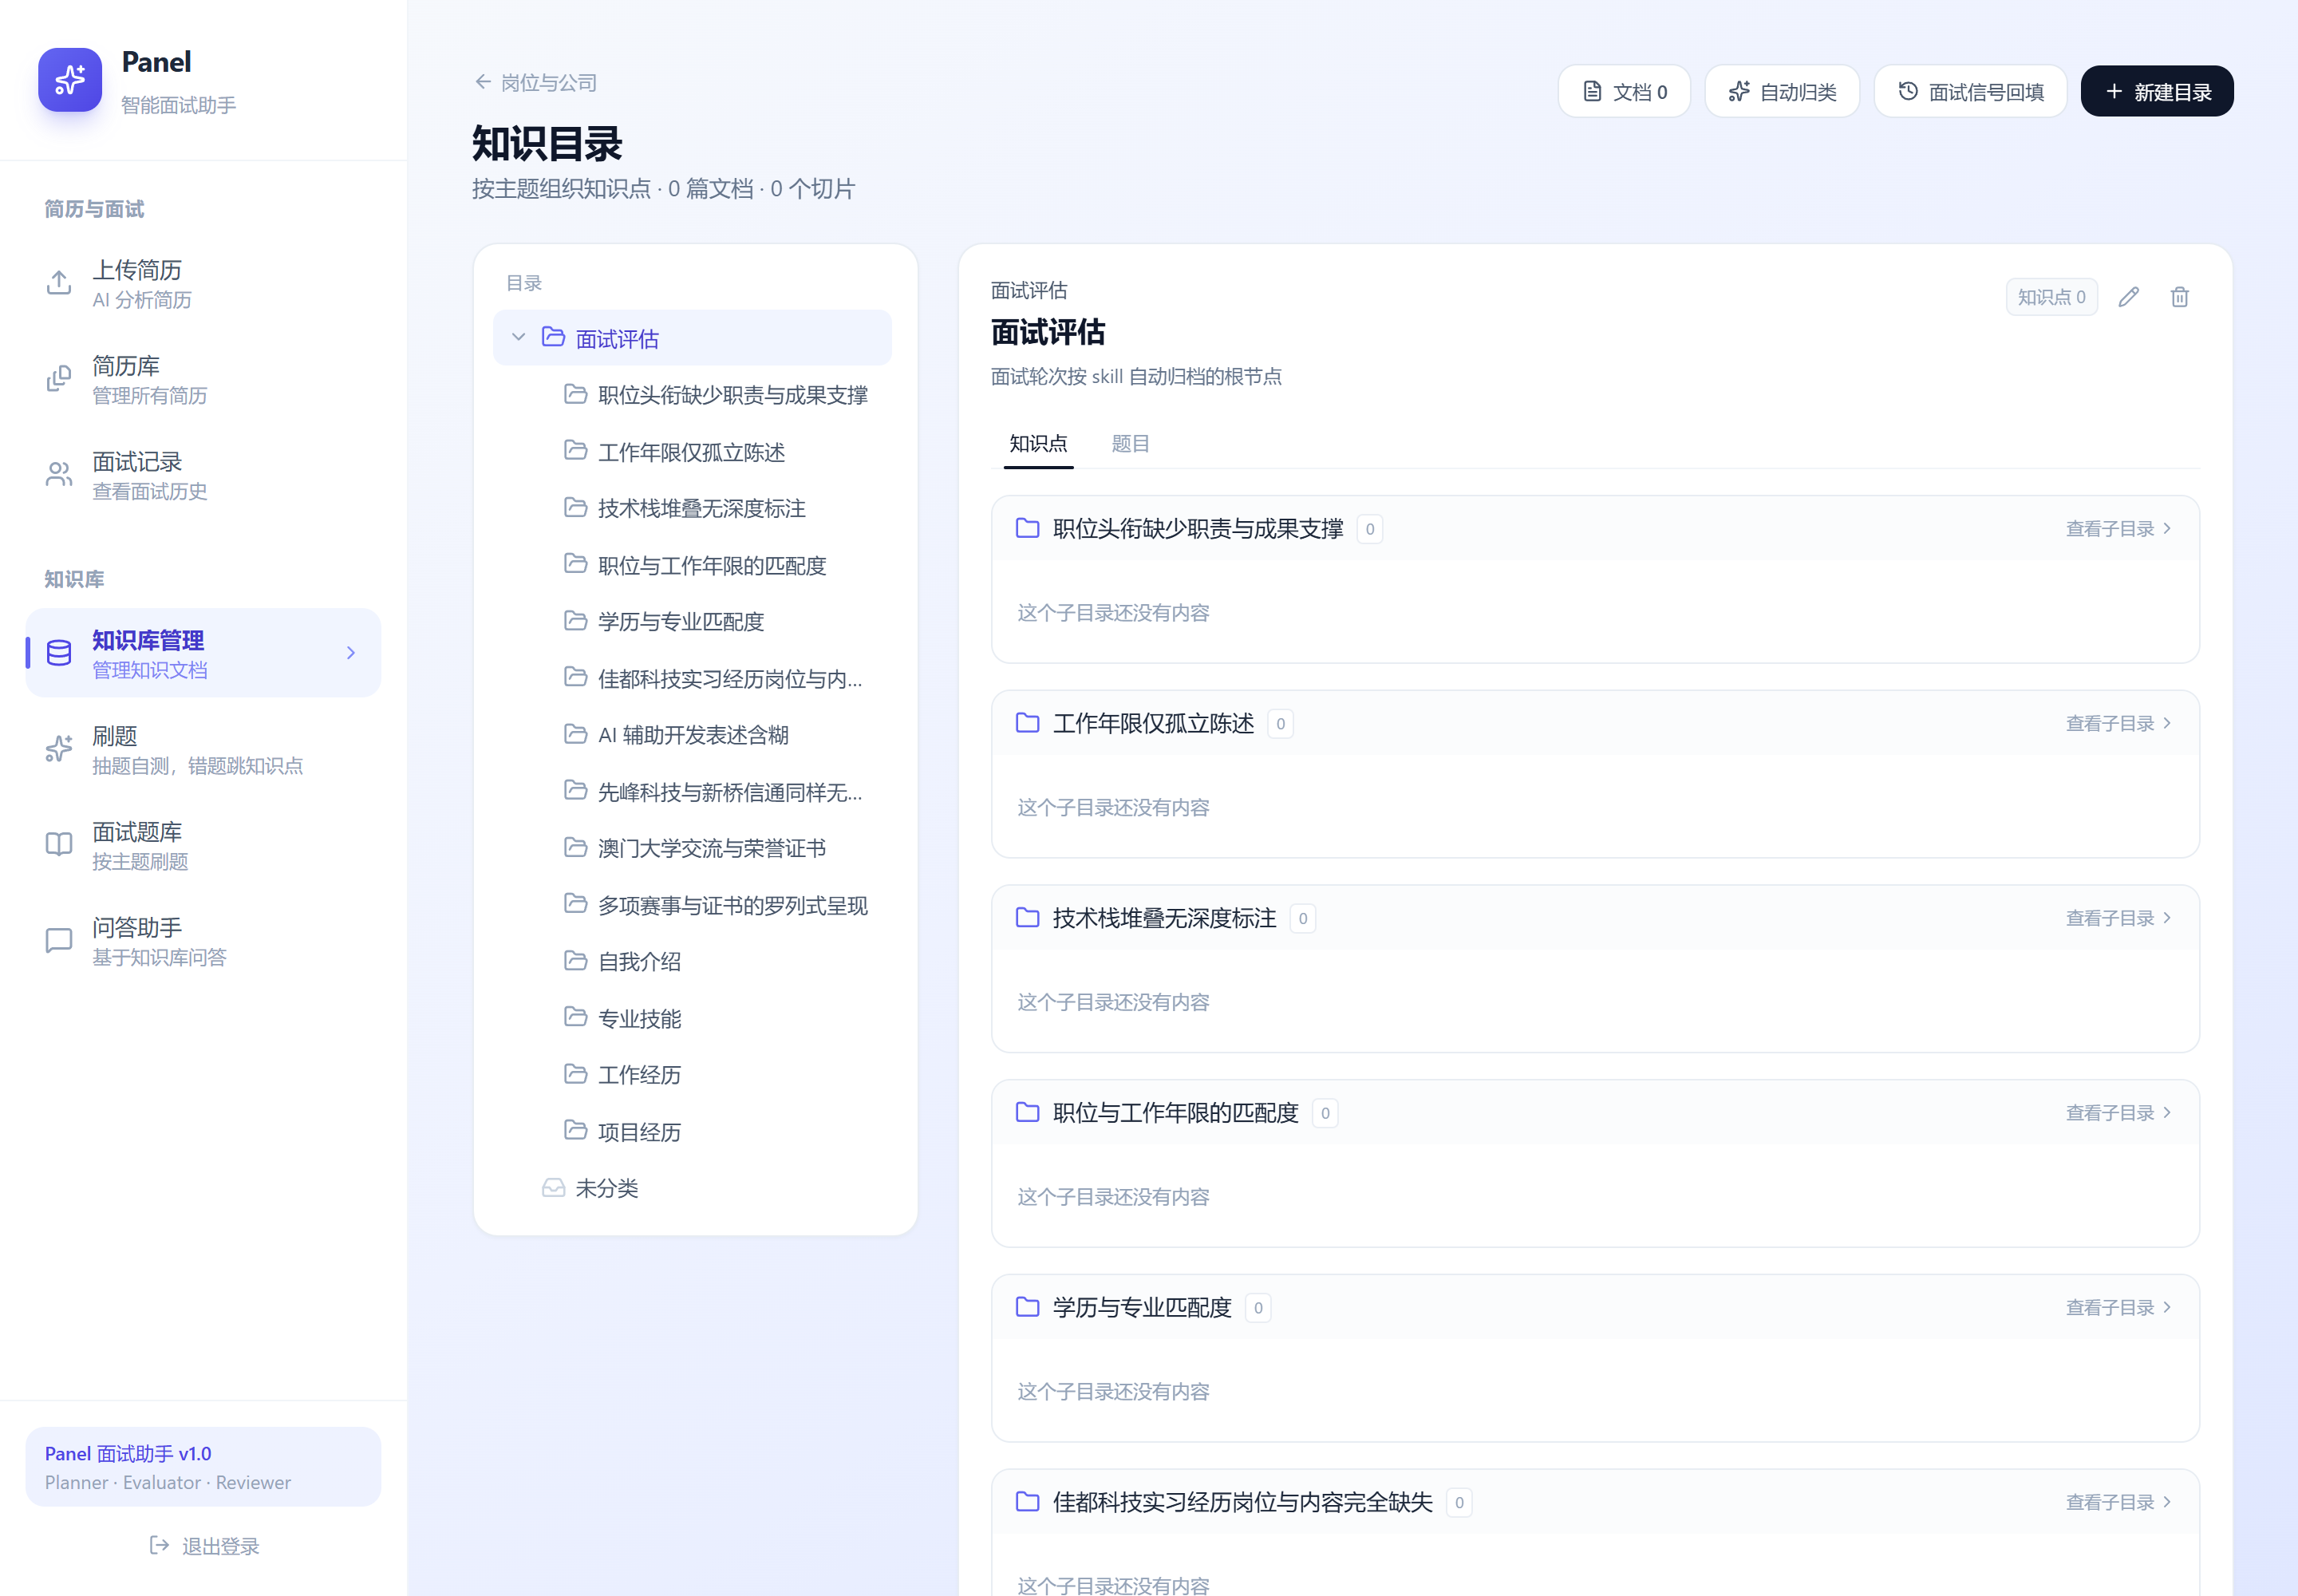 Panel
智能面试助手
简历与面试
上传简历
AI 分析简历
简历库
管理所有简历
面试记录
查看面试历史
知识库
知识库管理
管理知识文档
刷题
抽题自测，错题跳知识点
面试题库
按主题刷题
问答助手
基于知识库问答
Panel 面试助手 v1.0
Planner · Evaluator · Reviewer
退出登录
岗位与公司
知识目录
按主题组织知识点 · 0 篇文档 · 0 个切片
文档 0
自动归类
面试信号回填
新建目录
目录
面试评估
职位头衔缺少职责与成果支撑
工作年限仅孤立陈述
技术栈堆叠无深度标注
职位与工作年限的匹配度
学历与专业匹配度
佳都科技实习经历岗位与内...
AI 辅助开发表述含糊
先峰科技与新桥信通同样无...
澳门大学交流与荣誉证书
多项赛事与证书的罗列式呈现
自我介绍
专业技能
工作经历
项目经历
未分类
面试评估
面试评估
面试轮次按 skill 自动归档的根节点
知识点 0
知识点
题目
职位头衔缺少职责与成果支撑 0
查看子目录
这个子目录还没有内容
工作年限仅孤立陈述 0
查看子目录
这个子目录还没有内容
技术栈堆叠无深度标注 0
查看子目录
这个子目录还没有内容
职位与工作年限的匹配度 0
查看子目录
这个子目录还没有内容
学历与专业匹配度 0
查看子目录
这个子目录还没有内容
佳都科技实习经历岗位与内容完全缺失 0
查看子目录
这个子目录还没有内容